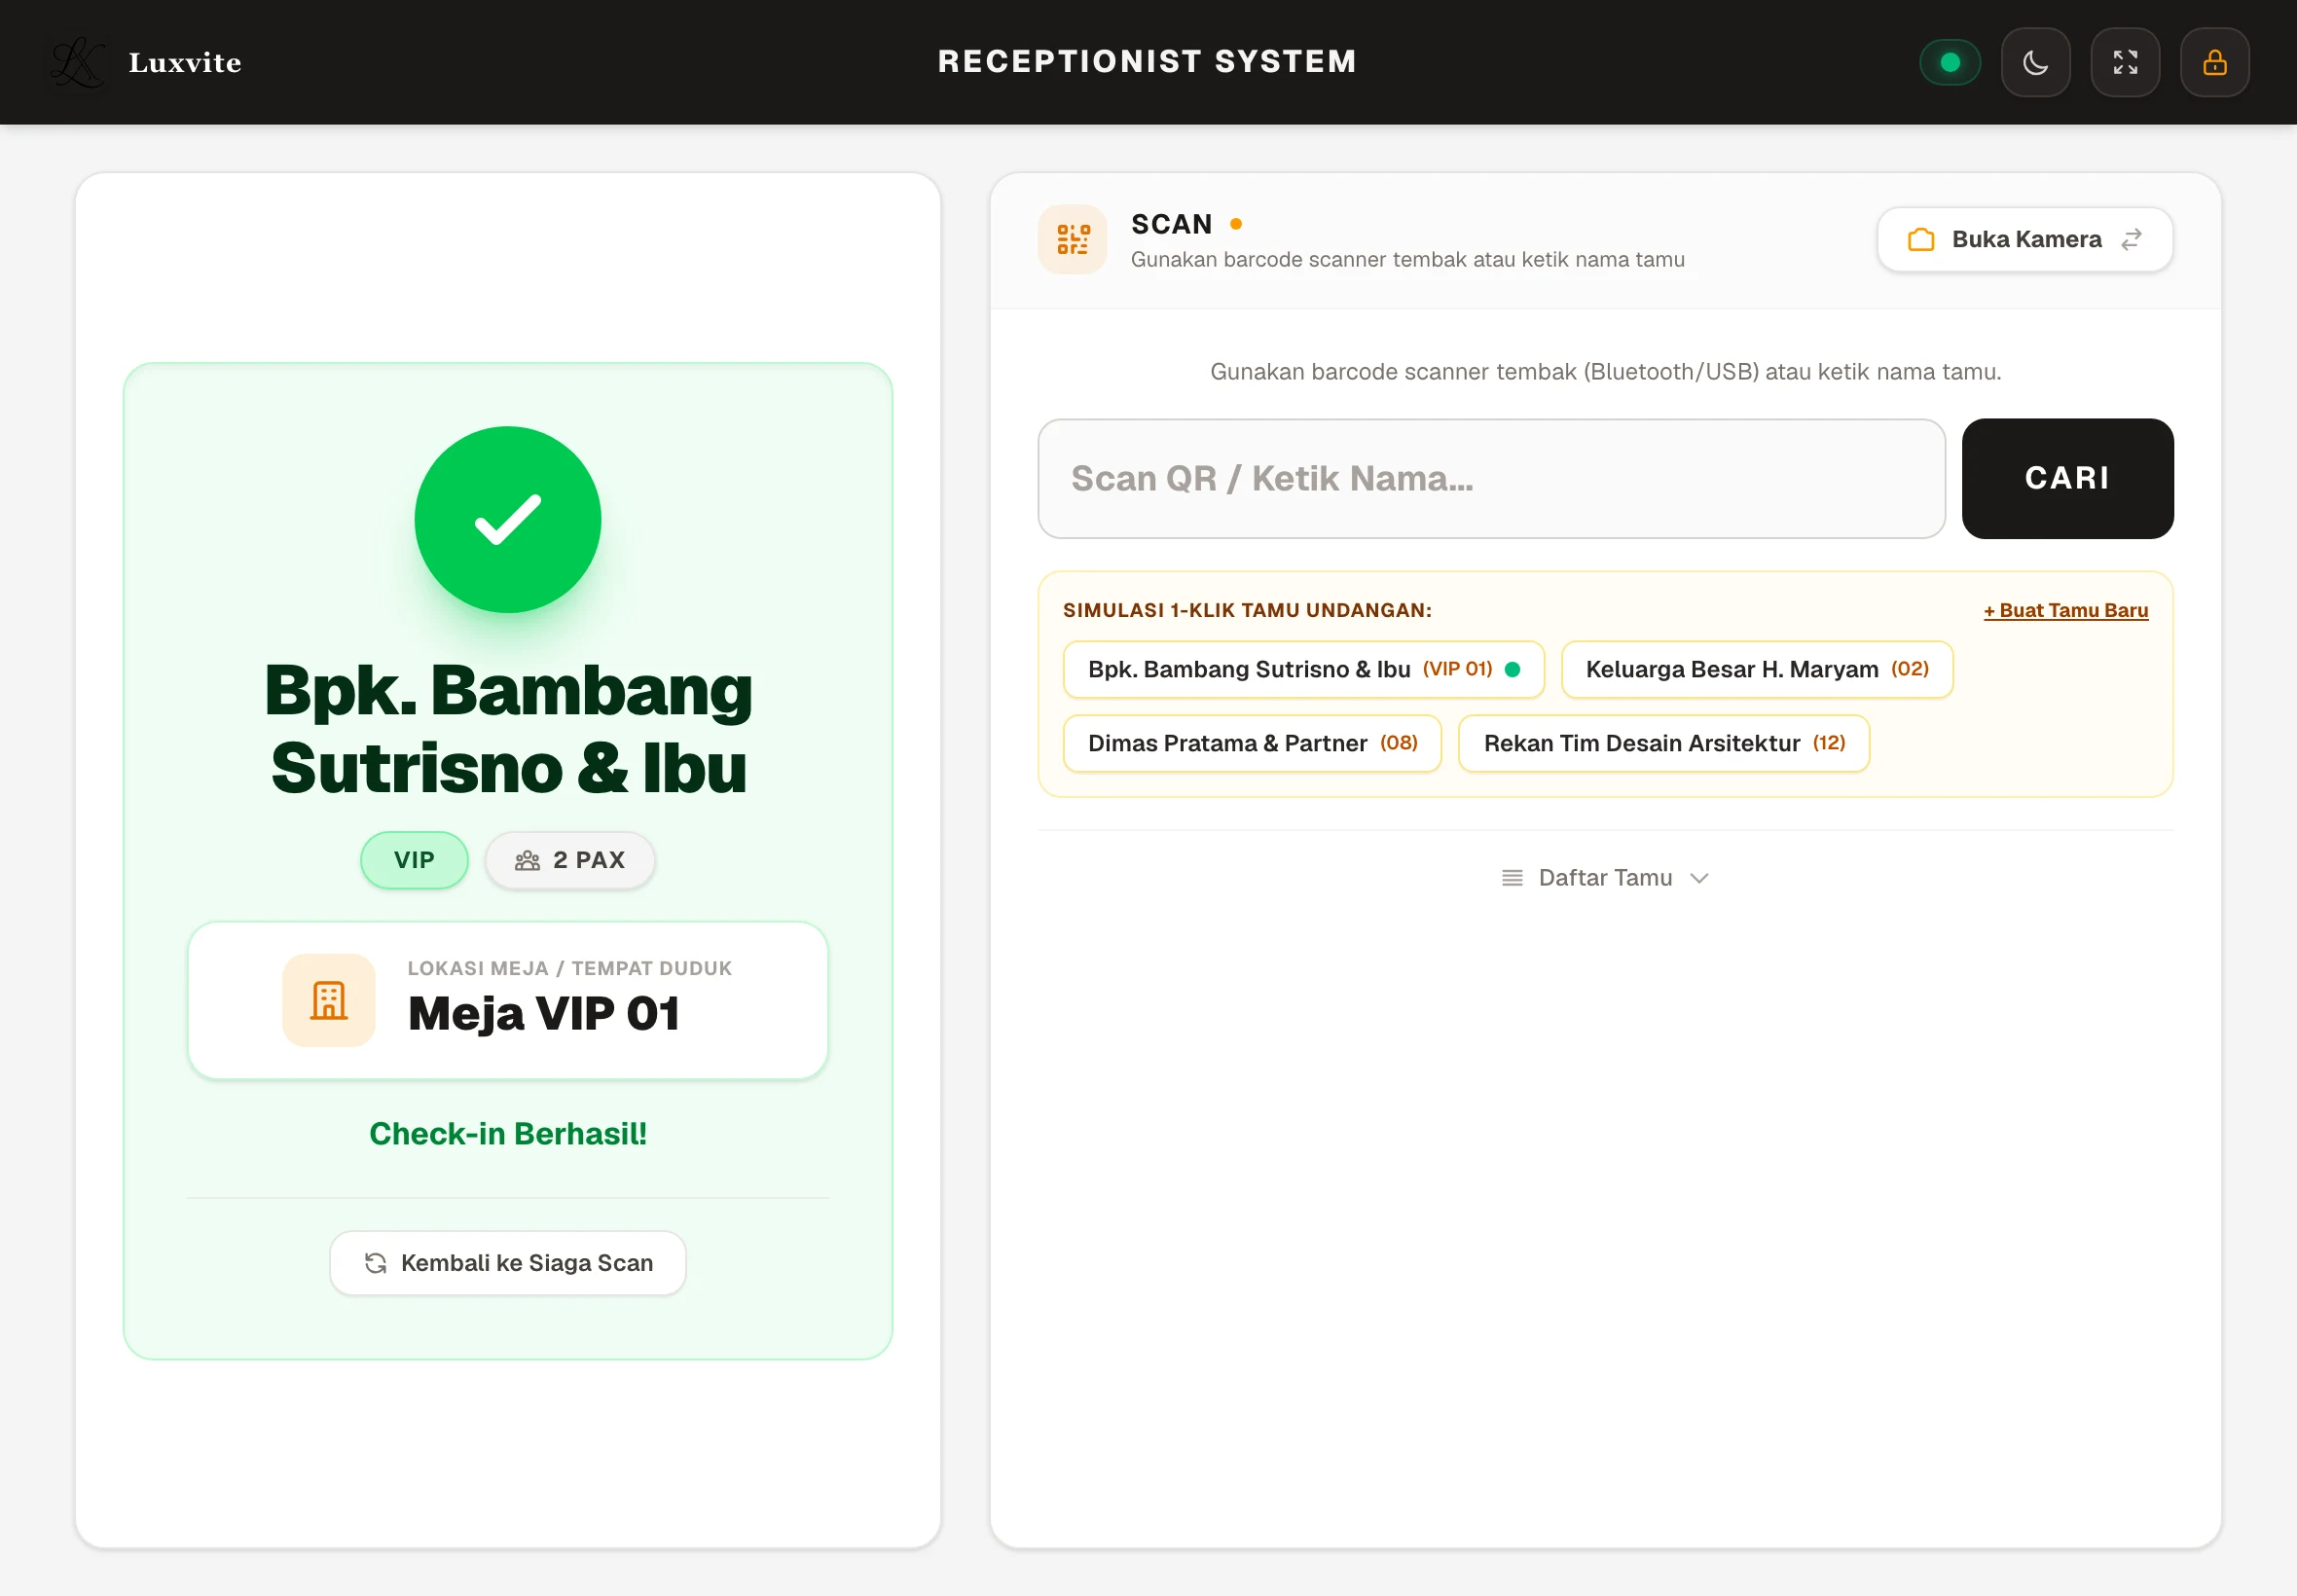 Luxvite
RECEPTIONIST SYSTEM
Bpk. Bambang
Sutrisno & Ibu
VIP
2 PAX
LOKASI MEJA / TEMPAT DUDUK
Meja VIP 01
Check-in Berhasil!
Kembali ke Siaga Scan
SCAN
Gunakan barcode scanner tembak atau ketik nama tamu
Buka Kamera
Gunakan barcode scanner tembak (Bluetooth/USB) atau ketik nama tamu.
Scan QR / Ketik Nama...
CARI
SIMULASI 1-KLIK TAMU UNDANGAN:
+ Buat Tamu Baru
Bpk. Bambang Sutrisno & Ibu (VIP 01)
Keluarga Besar H. Maryam (02)
Dimas Pratama & Partner (08)
Rekan Tim Desain Arsitektur (12)
Daftar Tamu